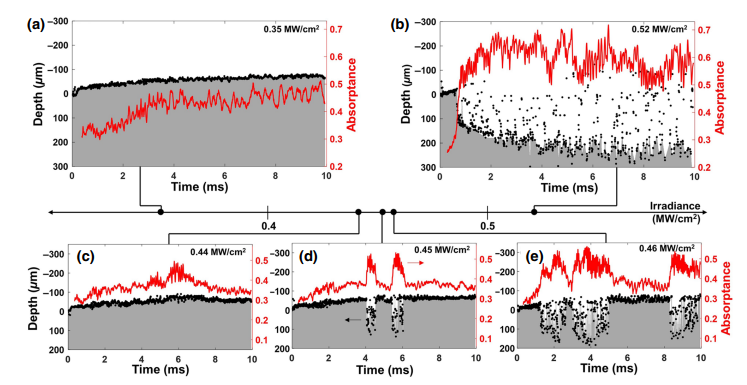 (a)
0.35 MW/cm²
−300
−200
−100
0
100
200
300
Depth (µm)
0.7
0.6
0.5
0.4
0.3
0.2
Absorptance
0 2 4 6 8 10
Time (ms)
(b)
0.52 MW/cm²
−300
−200
−100
0
100
200
300
Depth (µm)
0.7
0.6
0.5
0.4
0.3
0.2
Absorptance
0 2 4 6 8 10
Time (ms)
0.4 0.5
Irradiance
(MW/cm²)
(c)
0.44 MW/cm²
−300
−200
−100
0
100
200
Depth (µm)
0.5
0.4
0.3
0.2
0.1
0 2 4 6 8 10
Time (ms)
(d)
0.45 MW/cm²
−300
−200
−100
0
100
200
0.5
0.4
0.3
0.2
0.1
0 2 4 6 8 10
Time (ms)
(e)
0.46 MW/cm²
−300
−200
−100
0
100
200
0.5
0.4
0.3
0.2
0.1
Absorptance
0 2 4 6 8 10
Time (ms)